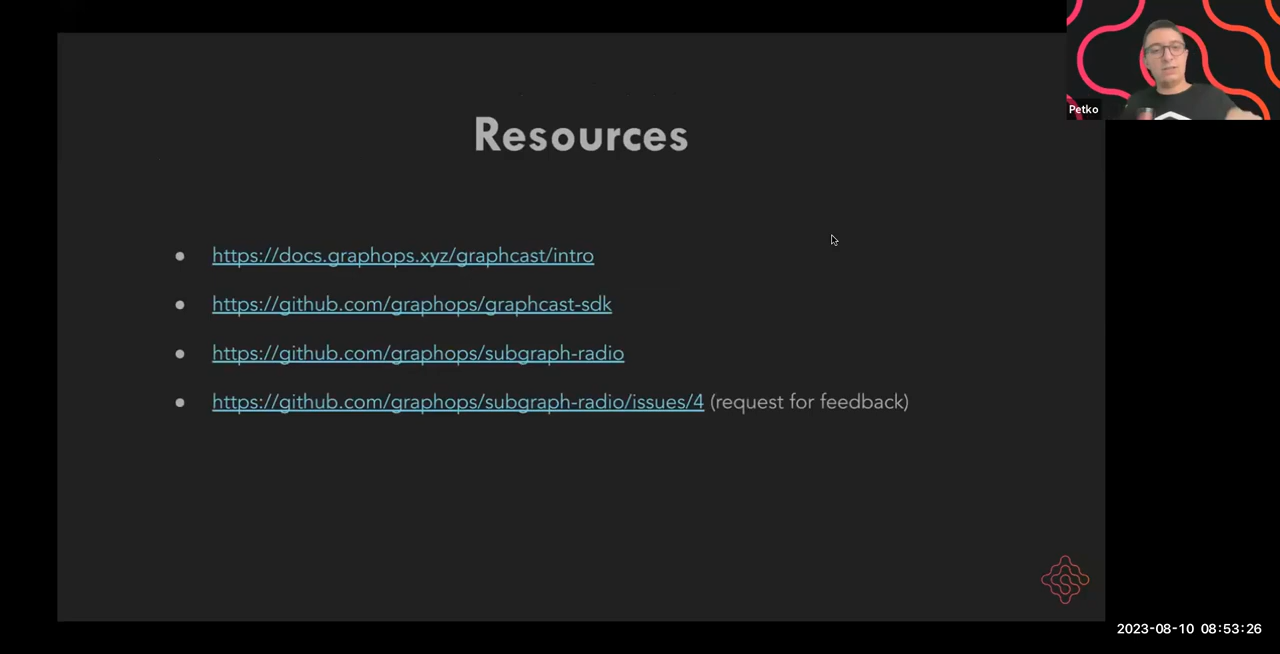 Petko
Resources
https://docs.graphops.xyz/graphcast/intro
https://github.com/graphops/graphcast-sdk
https://github.com/graphops/subgraph-radio
https://github.com/graphops/subgraph-radio/issues/4 (request for feedback)
2023-08-10 08:53:26